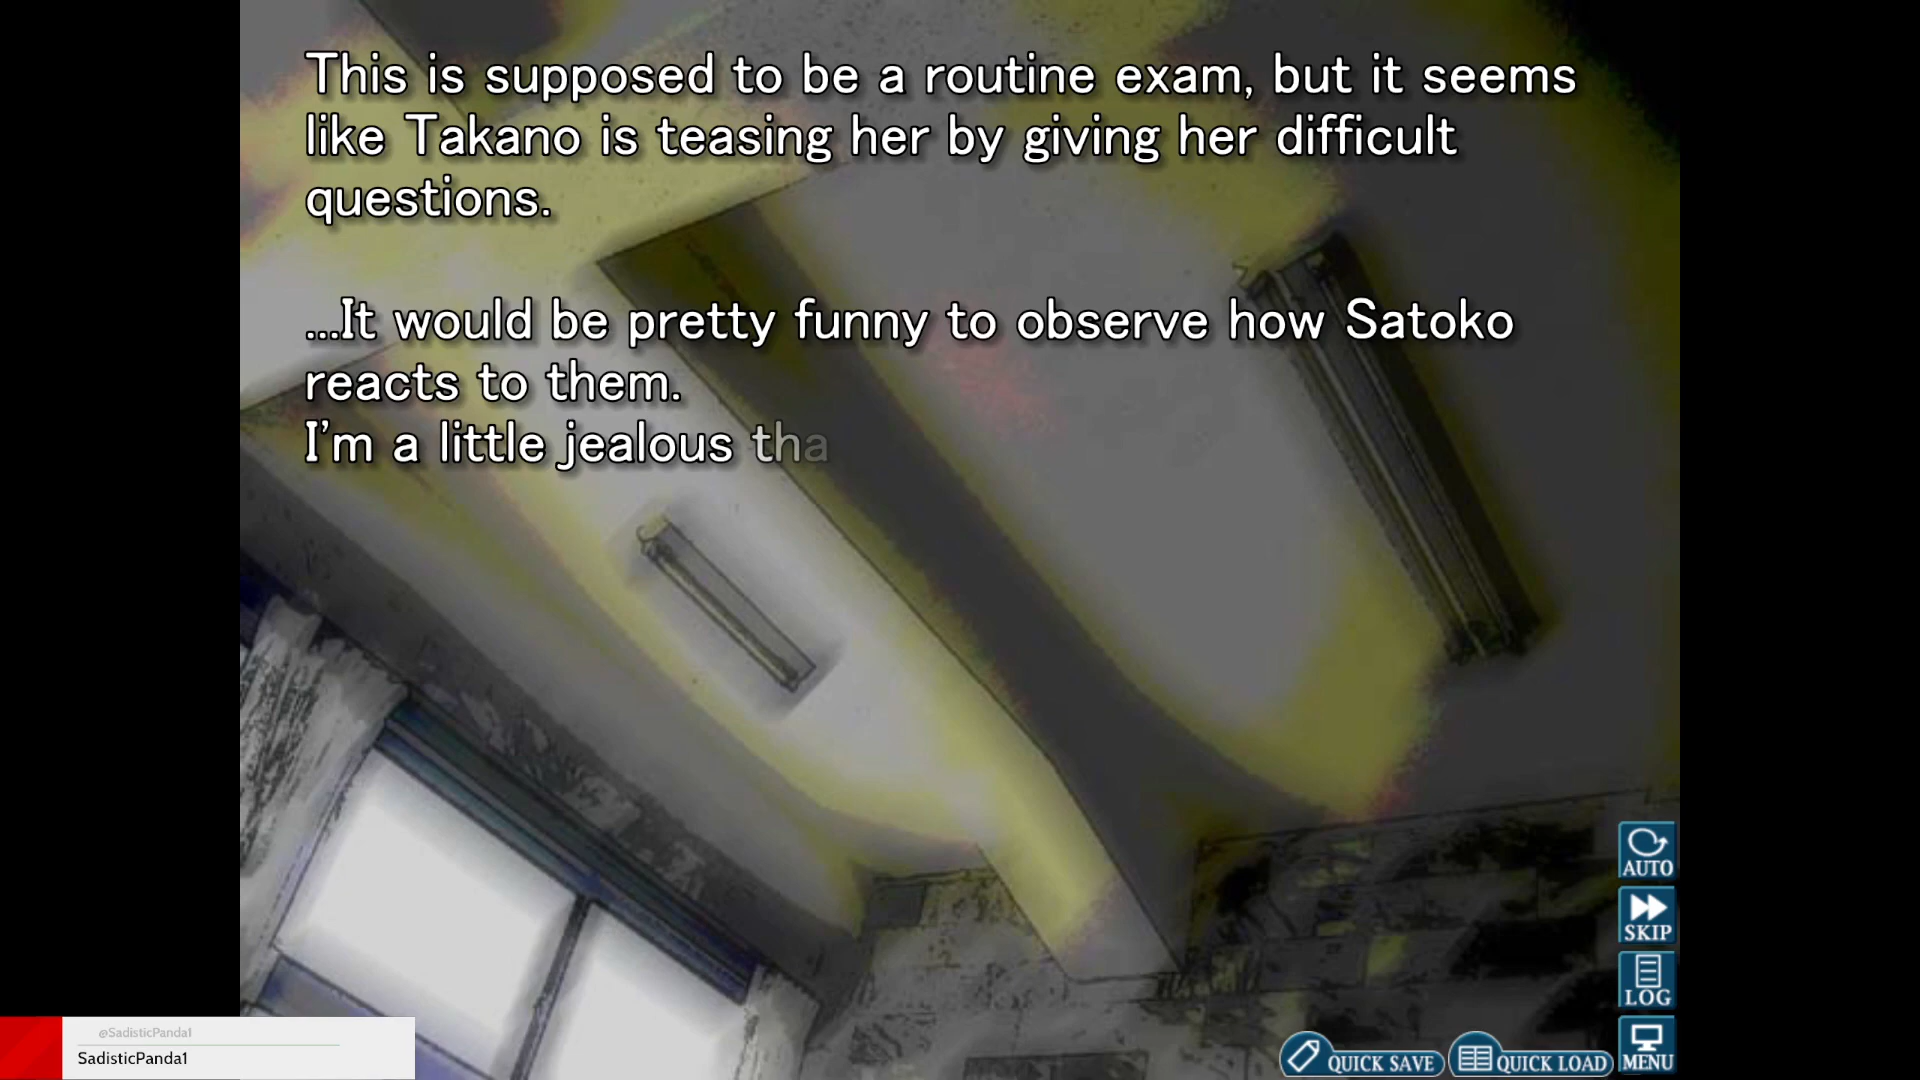 This is supposed to be a routine exam, but it seems
like Takano is teasing her by giving her difficult
questions.
...It would be pretty funny to observe how Satoko
reacts to them.
I'm a little jealous tha
AUTO
SKIP
LOG
MENU
QUICK SAVE
QUICK LOAD
@SadisticPanda1
SadisticPanda1